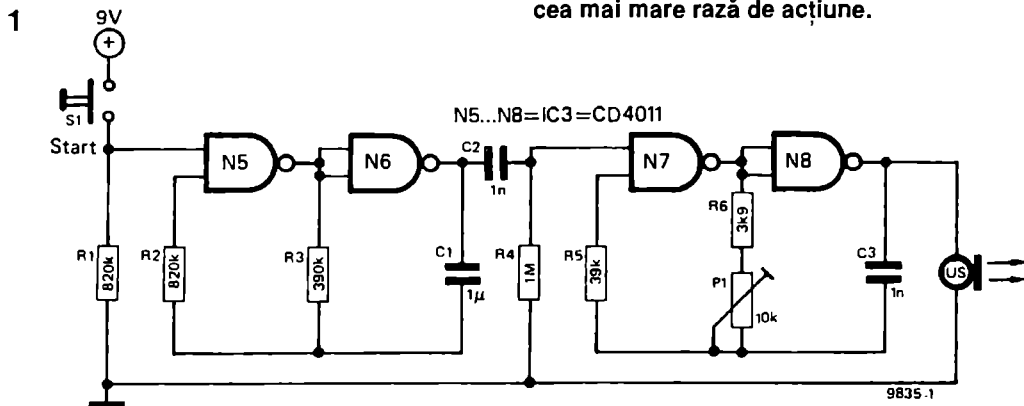 1
cea mai mare rază de acțiune.
9V
+
S1
Start
N5...N8=IC3=CD4011
N5
N6
C2
1n
N7
N8
R1
820k
R2
820k
R3
390k
C1
1µ
R4
1M
R5
39k
R6
3k9
P1
10k
C3
1n
US
9835-1